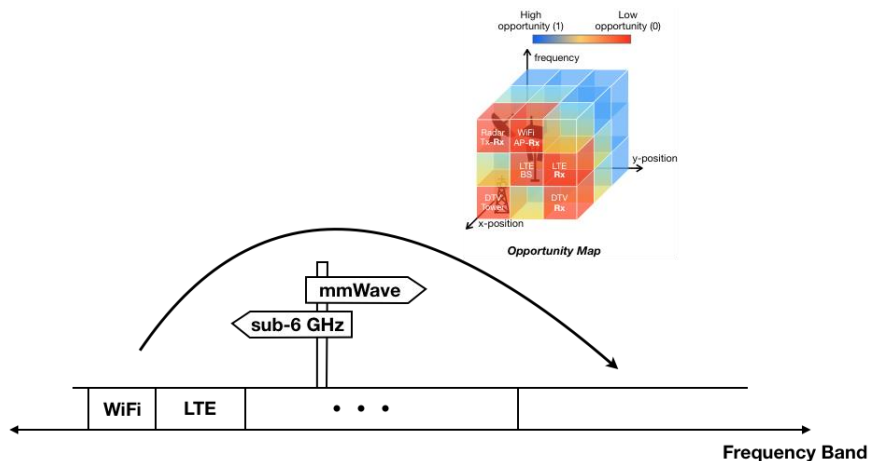 High
opportunity (1)
Low
opportunity (0)
frequency
Radar
Tx-Rx
WiFi
AP-Rx
y-position
LTE
BS
LTE
Rx
DTV
Tower
DTV
Rx
x-position
Opportunity Map
mmWave
sub-6 GHz
WiFi
LTE
• • •
Frequency Band